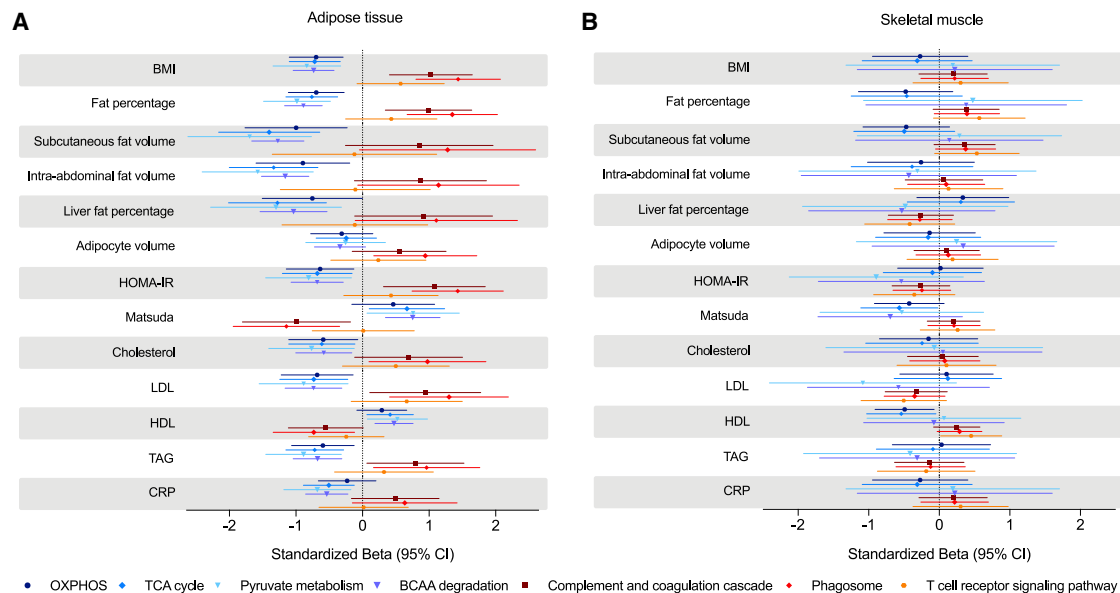 A
Adipose tissue
BMI
Fat percentage
Subcutaneous fat volume
Intra-abdominal fat volume
Liver fat percentage
Adipocyte volume
HOMA-IR
Matsuda
Cholesterol
LDL
HDL
TAG
CRP
-2 -1 0 1 2
Standardized Beta (95% CI)
B
Skeletal muscle
BMI
Fat percentage
Subcutaneous fat volume
Intra-abdominal fat volume
Liver fat percentage
Adipocyte volume
HOMA-IR
Matsuda
Cholesterol
LDL
HDL
TAG
CRP
-2 -1 0 1 2
Standardized Beta (95% CI)
OXPHOS TCA cycle Pyruvate metabolism BCAA degradation Complement and coagulation cascade Phagosome T cell receptor signaling pathway